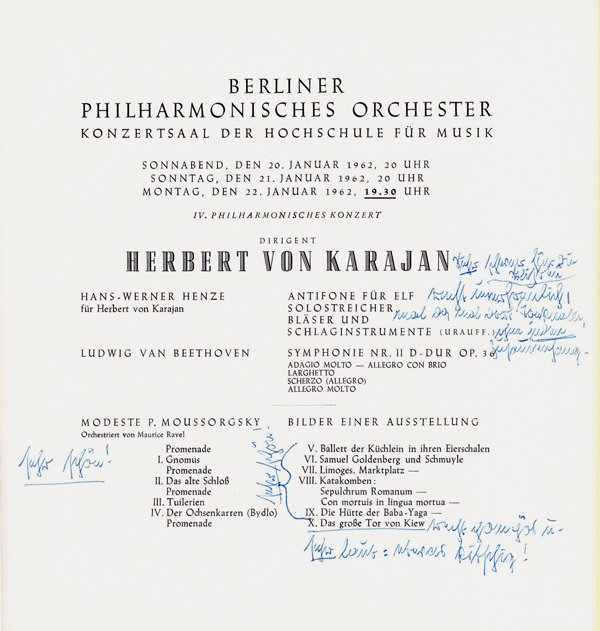 BERLINER
PHILHARMONISCHES ORCHESTER
KONZERTSAAL DER HOCHSCHULE FÜR MUSIK
SONNABEND, DEN 20. JANUAR 1962, 20 UHR
SONNTAG, DEN 21. JANUAR 1962, 20 UHR
MONTAG, DEN 22. JANUAR 1962, 19.30 UHR
IV. PHILHARMONISCHES KONZERT
DIRIGENT
HERBERT VON KARAJAN
HANS-WERNER HENZE
für Herbert von Karajan
ANTIFONE FÜR ELF
SOLOSTREICHER
BLÄSER UND
SCHLAGINSTRUMENTE (URAUFF.)
LUDWIG VAN BEETHOVEN
SYMPHONIE NR. II D-DUR OP. 36
ADAGIO MOLTO — ALLEGRO CON BRIO
LARGHETTO
SCHERZO (ALLEGRO)
ALLEGRO MOLTO
MODESTE P. MOUSSORGSKY
Orchestriert von Maurice Ravel
BILDER EINER AUSSTELLUNG
Promenade
I. Gnomus
Promenade
II. Das alte Schloß
Promenade
III. Tuilerien
IV. Der Ochsenkarren (Bydlo)
Promenade
sehr schön!
sehr schön!
V. Ballett der Küchlein in ihren Eierschalen
VI. Samuel Goldenberg und Schmuyle
VII. Limoges. Marktplatz —
VIII. Katakomben:
Sepulchrum Romanum —
Con mortuis in lingua mortua —
IX. Die Hütte der Baba-Yaga —
X. Das große Tor von Kiew
sehr laut = etwas kitschig!